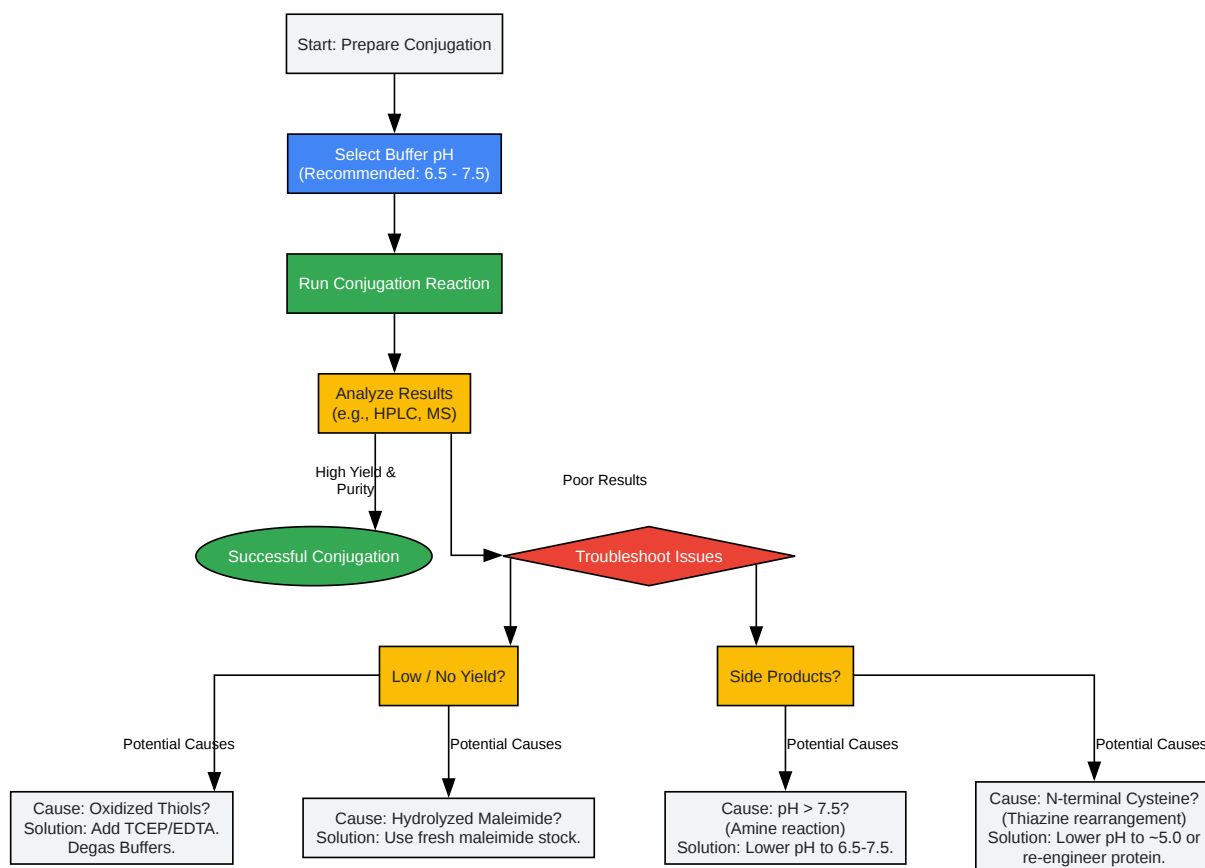 Start: Prepare Conjugation
Select Buffer pH
(Recommended: 6.5 - 7.5)
Run Conjugation Reaction
Analyze Results
(e.g., HPLC, MS)
High Yield &
Purity
Poor Results
Successful Conjugation
Troubleshoot Issues
Low / No Yield?
Side Products?
Potential Causes
Potential Causes
Potential Causes
Potential Causes
Cause: Oxidized Thiols?
Solution: Add TCEP/EDTA.
Degas Buffers.
Cause: Hydrolyzed Maleimide?
Solution: Use fresh maleimide stock.
Cause: pH > 7.5?
(Amine reaction)
Solution: Lower pH to 6.5-7.5.
Cause: N-terminal Cysteine?
(Thiazine rearrangement)
Solution: Lower pH to ~5.0 or
re-engineer protein.